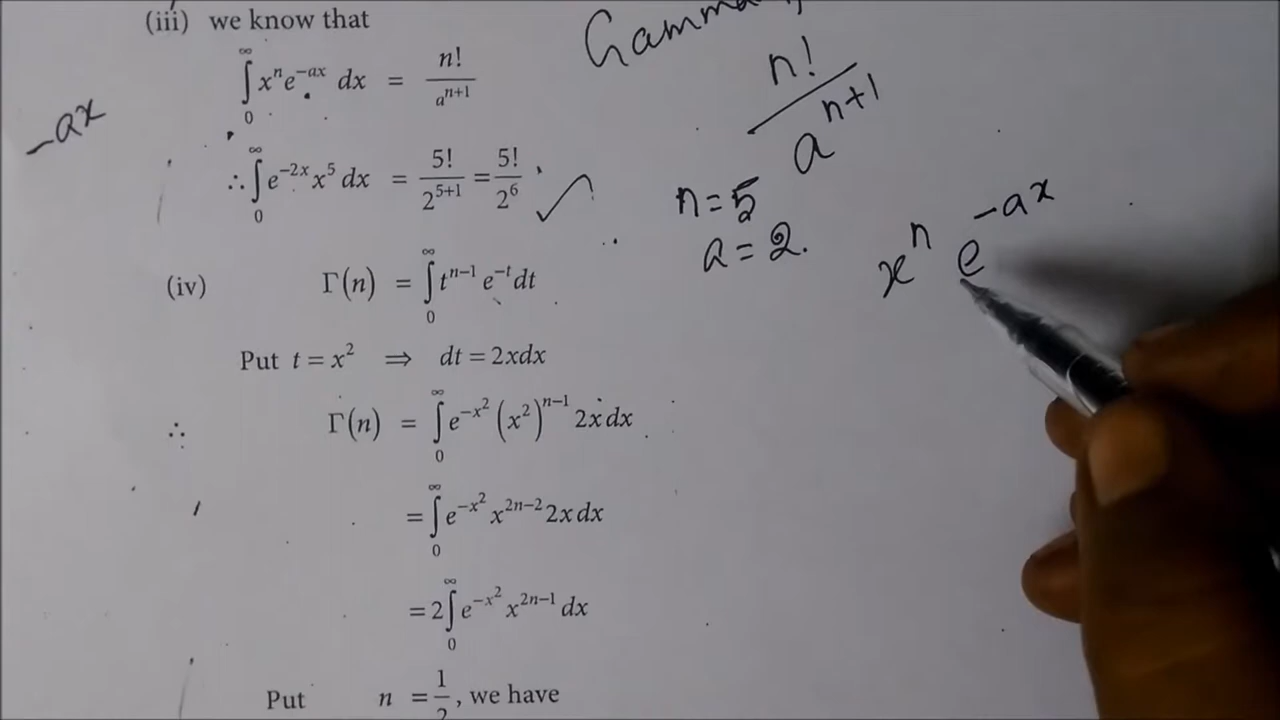 (iii) we know that
Gamma
∫₀^∞ xⁿe^{−ax} dx = n!/a^{n+1}
n!/a^{n+1}
−ax
∴ ∫₀^∞ e^{−2x} x⁵ dx = 5!/2^{5+1} = 5!/2⁶ ✓
n=5
a=2.
xⁿ e^{−ax}
(iv) Γ(n) = ∫₀^∞ t^{n−1} e^{−t} dt
Put t = x² ⇒ dt = 2xdx
∴ Γ(n) = ∫₀^∞ e^{−x²} (x²)^{n−1} 2x dx
= ∫₀^∞ e^{−x²} x^{2n−2} 2x dx
= 2∫₀^∞ e^{−x²} x^{2n−1} dx
Put n = 1/2, we have